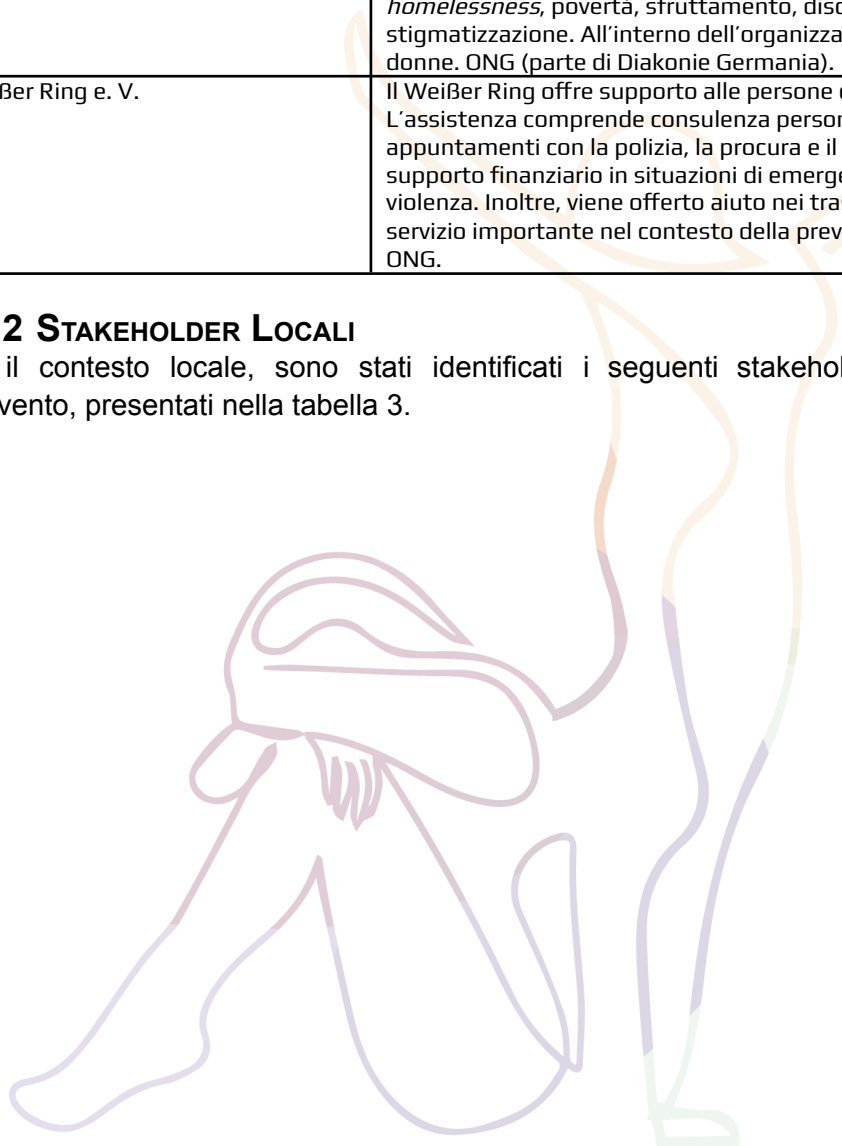 homelessness, povertà, sfruttamento, disc
stigmatizzazione. All'interno dell'organizza
donne. ONG (parte di Diakonie Germania).
ßer Ring e. V.
Il Weißer Ring offre supporto alle persone
L'assistenza comprende consulenza person
appuntamenti con la polizia, la procura e il
supporto finanziario in situazioni di emerge
violenza. Inoltre, viene offerto aiuto nei tra
servizio importante nel contesto della prev
ONG.
2 STAKEHOLDER LOCALI
il contesto locale, sono stati identificati i seguenti stakehol
vento, presentati nella tabella 3.